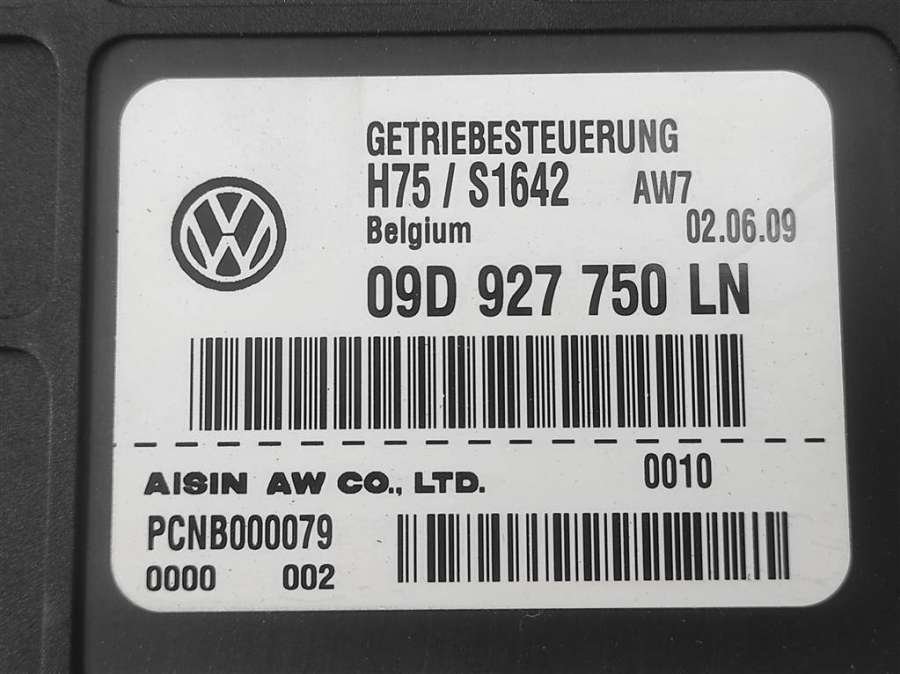 GETRIEBESTEUERUNG
H75 / S1642 AW7
Belgium 02.06.09
09D 927 750 LN
AISIN AW CO., LTD. 0010
PCNB000079
0000 002